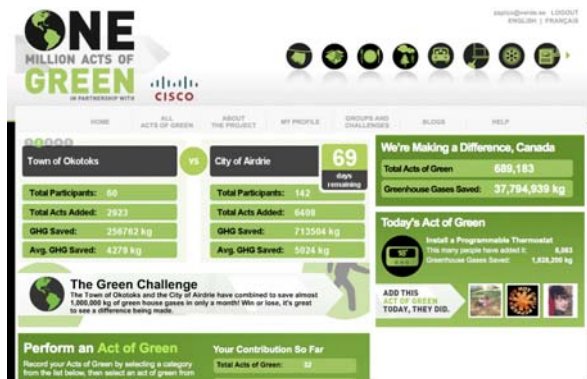 LOGOUT
ENGLISH | FRANÇAIS
ONE
MILLION ACTS OF
GREEN
IN PARTNERSHIP WITH
CISCO
HOME
ALL
ACTS OF GREEN
ABOUT
THE PROJECT
MY PROFILE
GROUPS AND
CHALLENGES
BLOGS
HELP
Town of Okotoks
VS
City of Airdrie
69
days
remaining
Total Participants: 60
Total Acts Added: 2923
GHG Saved: 256762 kg
Avg. GHG Saved: 4279 kg
Total Participants: 142
Total Acts Added: 6408
GHG Saved: 713504 kg
Avg. GHG Saved: 5024 kg
The Green Challenge
The Town of Okotoks and the City of Airdrie have combined to save almost
1,000,000 kg of green house gases in only a month! Win or lose, it's great
to see a difference being made.
We're Making a Difference, Canada
Total Acts of Green 689,183
Greenhouse Gases Saved: 37,794,939 kg
Today's Act of Green
Install a Programmable Thermostat
This many people have added it:
Greenhouse Gases Saved:
ADD THIS
ACT OF GREEN
TODAY, THEY DID.
Perform an Act of Green
Record your Acts of Green by selecting a category
from the list below, then select an act of green from
Your Contribution So Far
Total Acts of Green: